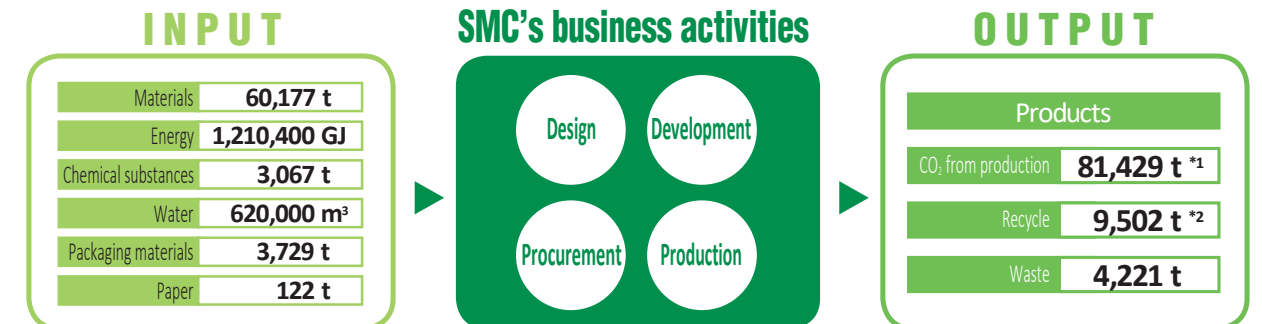 INPUT
Materials 60,177 t
Energy 1,210,400 GJ
Chemical substances 3,067 t
Water 620,000 m³
Packaging materials 3,729 t
Paper 122 t
SMC's business activities
Design Development
Procurement Production
OUTPUT
Products
CO₂ from production 81,429 t *1
Recycle 9,502 t *2
Waste 4,221 t